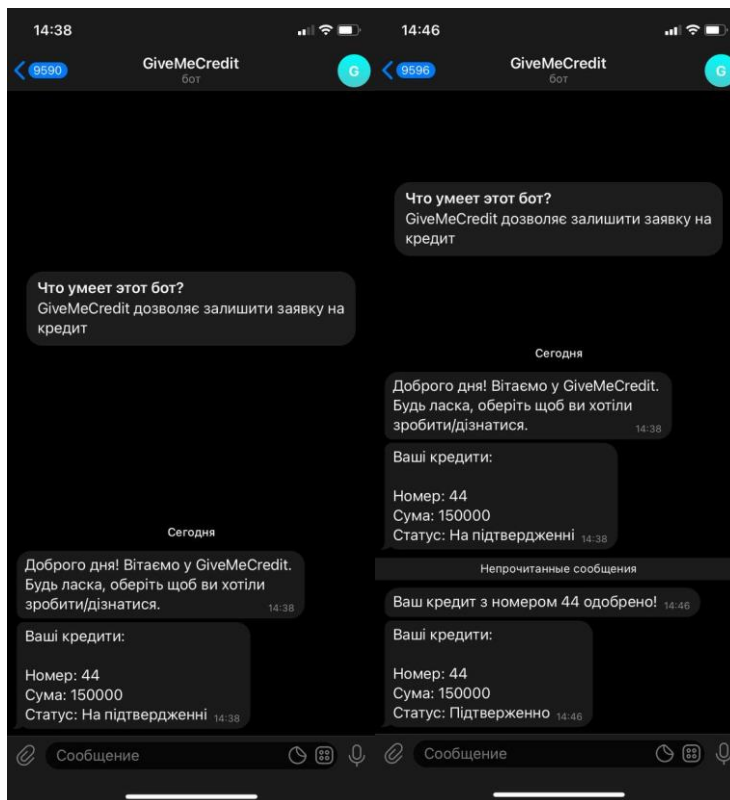 14:38
9590
GiveMeCredit
бот
G
Что умеет этот бот?
GiveMeCredit дозволяє залишити заявку на
кредит
Сегодня
Доброго дня! Вітаємо у GiveMeCredit.
Будь ласка, оберіть щоб ви хотіли
зробити/дізнатися.
14:38
Ваші кредити:
Номер: 44
Сума: 150000
Статус: На підтвердженні 14:38
Сообщение
14:46
9596
GiveMeCredit
бот
G
Что умеет этот бот?
GiveMeCredit дозволяє залишити заявку на
кредит
Сегодня
Доброго дня! Вітаємо у GiveMeCredit.
Будь ласка, оберіть щоб ви хотіли
зробити/дізнатися.
14:38
Ваші кредити:
Номер: 44
Сума: 150000
Статус: На підтвердженні 14:38
Непрочитанные сообщения
Ваш кредит з номером 44 одобрено! 14:46
Ваші кредити:
Номер: 44
Сума: 150000
Статус: Підтверженно 14:46
Сообщение